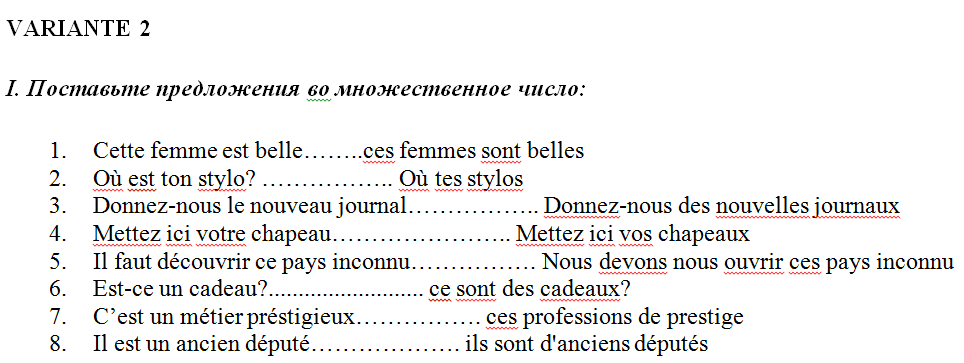 VARIANTE 2
I. Поставьте предложения во множественное число:
1. Cette femme est belle……..ces femmes sont belles
2. Où est ton stylo? …………….. Où tes stylos
3. Donnez-nous le nouveau journal…………….. Donnez-nous des nouvelles journaux
4. Mettez ici votre chapeau………………….. Mettez ici vos chapeaux
5. Il faut découvrir ce pays inconnu…………… Nous devons nous ouvrir ces pays inconnu
6. Est-ce un cadeau?.......................... ce sont des cadeaux?
7. C’est un métier préstigieux…………… ces professions de prestige
8. Il est un ancien député……………… ils sont d'anciens députés